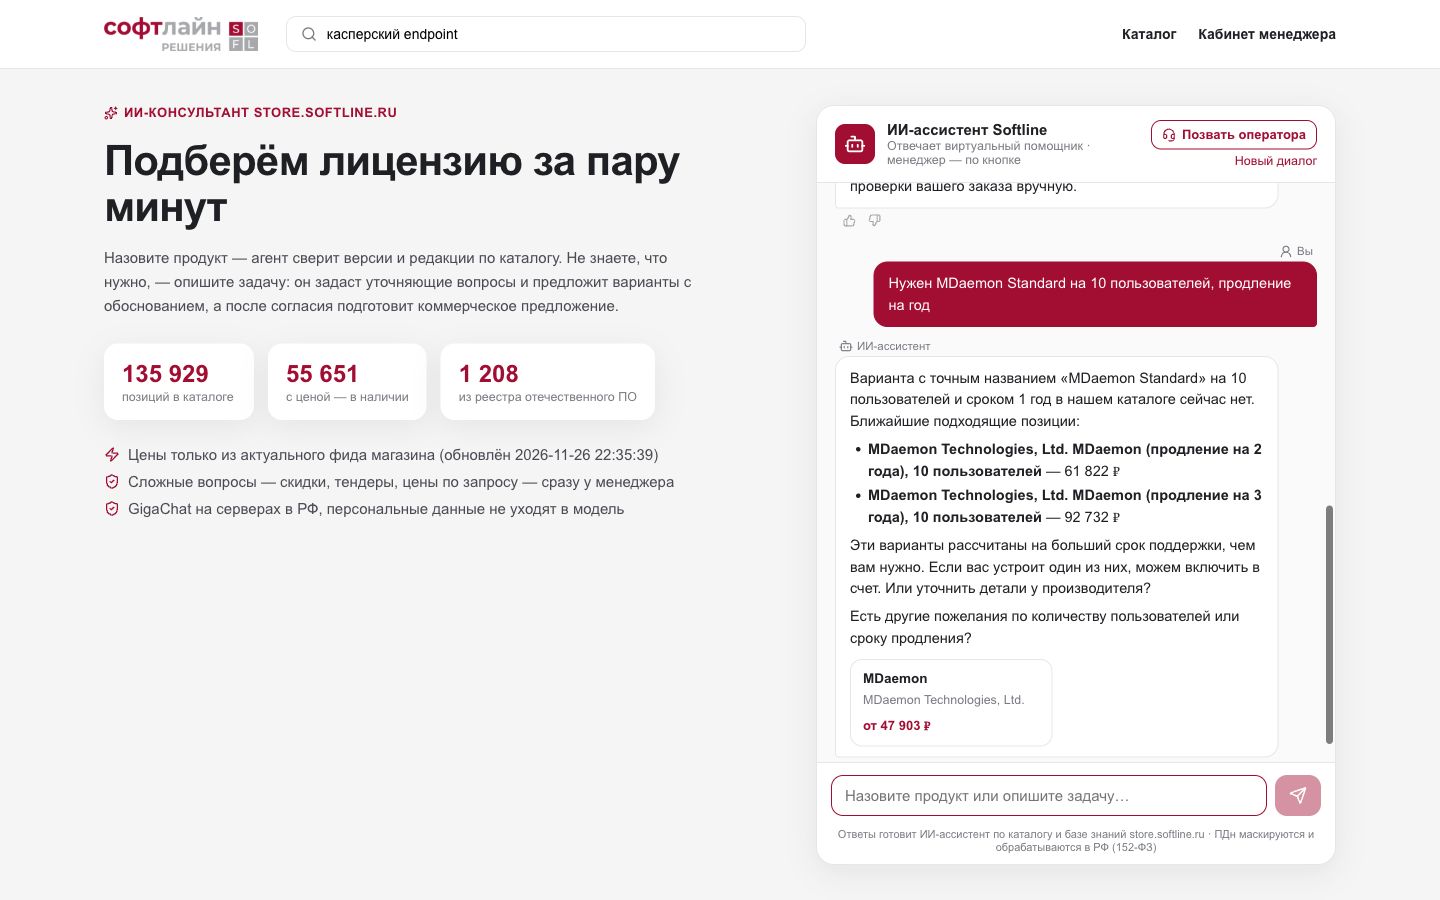 софтлайн
РЕШЕНИЯ
S O
F L
касперский endpoint
Каталог
Кабинет менеджера
ИИ-КОНСУЛЬТАНТ STORE.SOFTLINE.RU
Подберём лицензию за пару
минут
Назовите продукт — агент сверит версии и редакции по каталогу. Не знаете, что
нужно, — опишите задачу: он задаст уточняющие вопросы и предложит варианты с
обоснованием, а после согласия подготовит коммерческое предложение.
135 929
позиций в каталоге
55 651
с ценой — в наличии
1 208
из реестра отечественного ПО
Цены только из актуального фида магазина (обновлён 2026-11-26 22:35:39)
Сложные вопросы — скидки, тендеры, цены по запросу — сразу у менеджера
GigaChat на серверах в РФ, персональные данные не уходят в модель
ИИ-ассистент Softline
Отвечает виртуальный помощник ·
менеджер — по кнопке
Позвать оператора
Новый диалог
проверки вашего заказа вручную.
Вы
Нужен MDaemon Standard на 10 пользователей, продление
на год
ИИ-ассистент
Варианта с точным названием «MDaemon Standard» на 10
пользователей и сроком 1 год в нашем каталоге сейчас нет.
Ближайшие подходящие позиции:
• MDaemon Technologies, Ltd. MDaemon (продление на 2
года), 10 пользователей — 61 822 ₽
• MDaemon Technologies, Ltd. MDaemon (продление на 3
года), 10 пользователей — 92 732 ₽
Эти варианты рассчитаны на больший срок поддержки, чем
вам нужно. Если вас устроит один из них, можем включить в
счет. Или уточнить детали у производителя?
Есть другие пожелания по количеству пользователей или
сроку продления?
MDaemon
MDaemon Technologies, Ltd.
от 47 903 ₽
Назовите продукт или опишите задачу…
Ответы готовит ИИ-ассистент по каталогу и базе знаний store.softline.ru · ПДн маскируются и
обрабатываются в РФ (152-ФЗ)